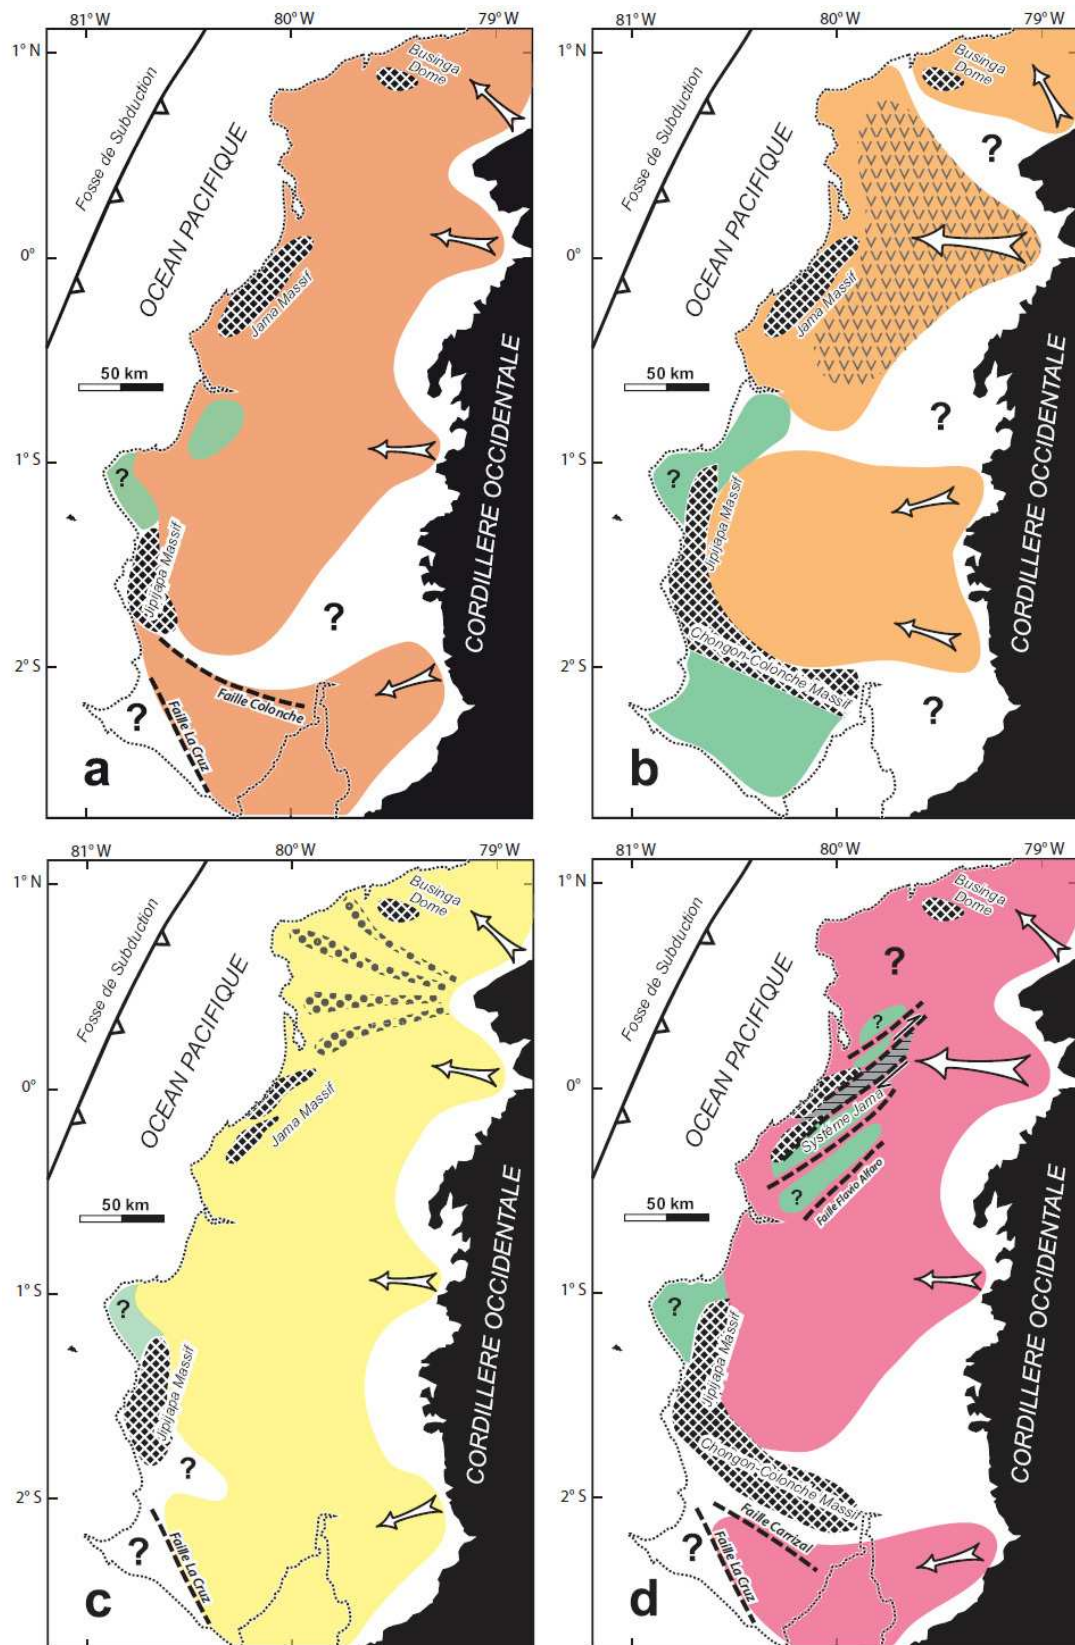 81°W 80°W 79°W
1°N
Businga
Dome
Fosse de Subduction
OCEAN PACIFIQUE
0°
Jama Massif
50 km
1°S
?
CORDILLERE OCCIDENTALE
Jipijapa Massif
?
2°S
Faille Colonche
?
Faille La Cruz
a
81°W 80°W 79°W
1°N
Businga
Dome
Fosse de Subduction
?
OCEAN PACIFIQUE
0°
Jama Massif
50 km
?
1°S
?
CORDILLERE OCCIDENTALE
Jipijapa Massif
Chongon-Colonche Massif
2°S
?
b
81°W 80°W 79°W
1°N
Businga
Dome
Fosse de Subduction
OCEAN PACIFIQUE
0°
Jama Massif
50 km
1°S
?
CORDILLERE OCCIDENTALE
Jipijapa Massif
?
2°S
?
Faille La Cruz
c
81°W 80°W 79°W
1°N
Businga
Dome
Fosse de Subduction
?
OCEAN PACIFIQUE
?
0°
Système Jama
?
Faille Flavio Alfaro
50 km
1°S
?
CORDILLERE OCCIDENTALE
Jipijapa Massif
Chongon-Colonche Massif
2°S
Faille Carrizal
?
Faille La Cruz
d